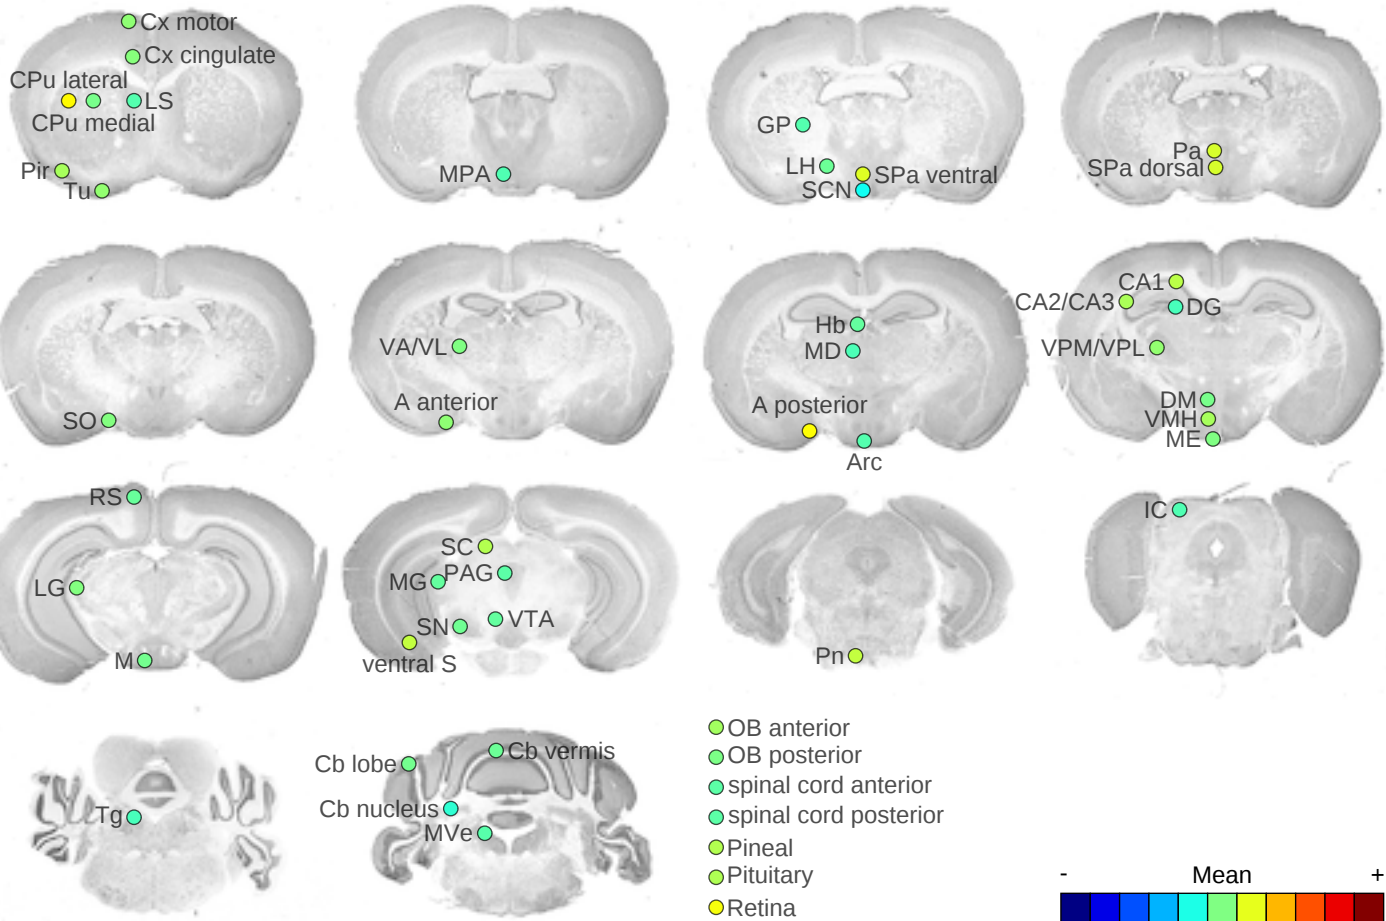 Cx motor
Cx cingulate
CPu lateral
LS
CPu medial
Pir
Tu
MPA
GP
LH
SPa ventral
SCN
Pa
SPa dorsal
SO
VA/VL
A anterior
Hb
MD
A posterior
Arc
CA1
CA2/CA3
DG
VPM/VPL
DM
VMH
ME
RS
LG
M
SC
MG
PAG
SN
VTA
ventral S
Pn
IC
Tg
Cb lobe
Cb vermis
Cb nucleus
MVe
OB anterior
OB posterior
spinal cord anterior
spinal cord posterior
Pineal
Pituitary
Retina
- Mean +